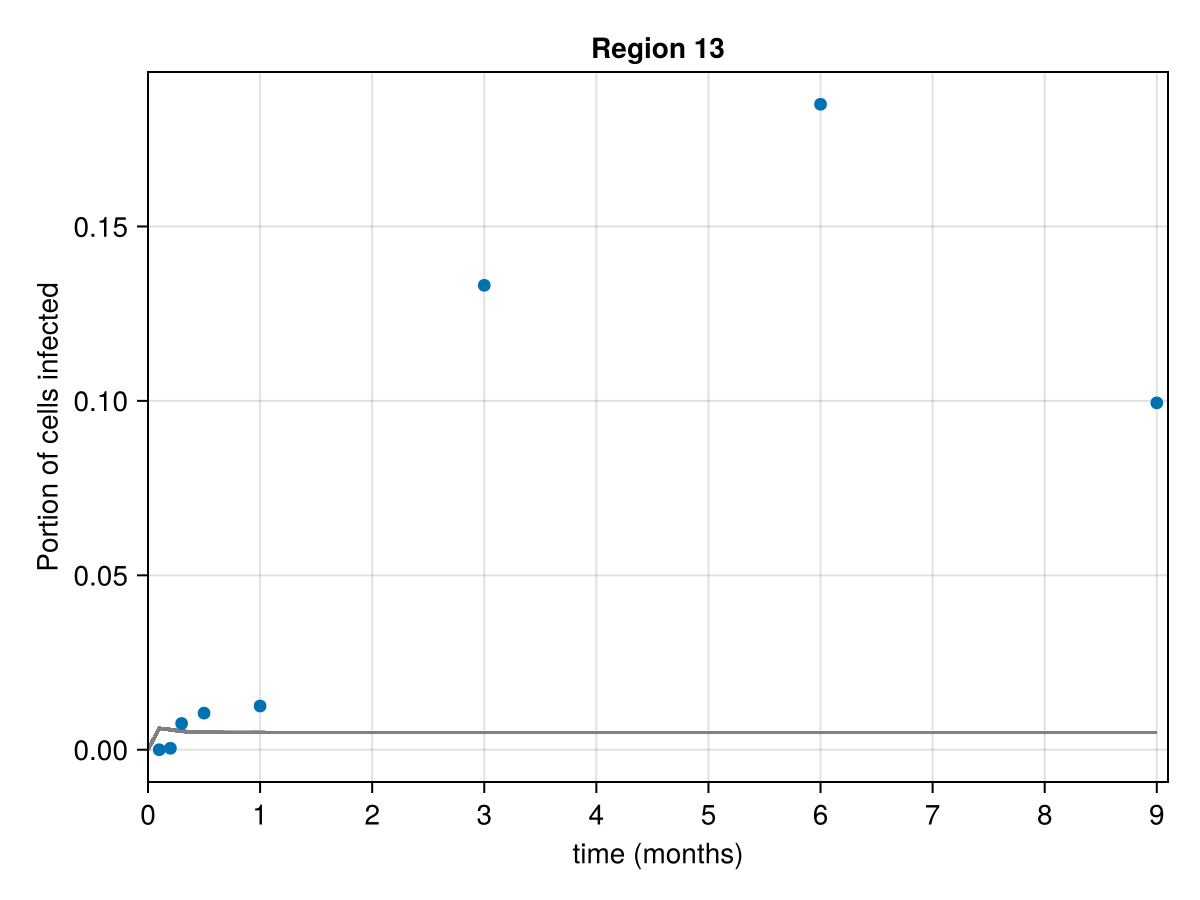 Region 13
Portion of cells infected
0.15
0.10
0.05
0.00
0 1 2 3 4 5 6 7 8 9
time (months)